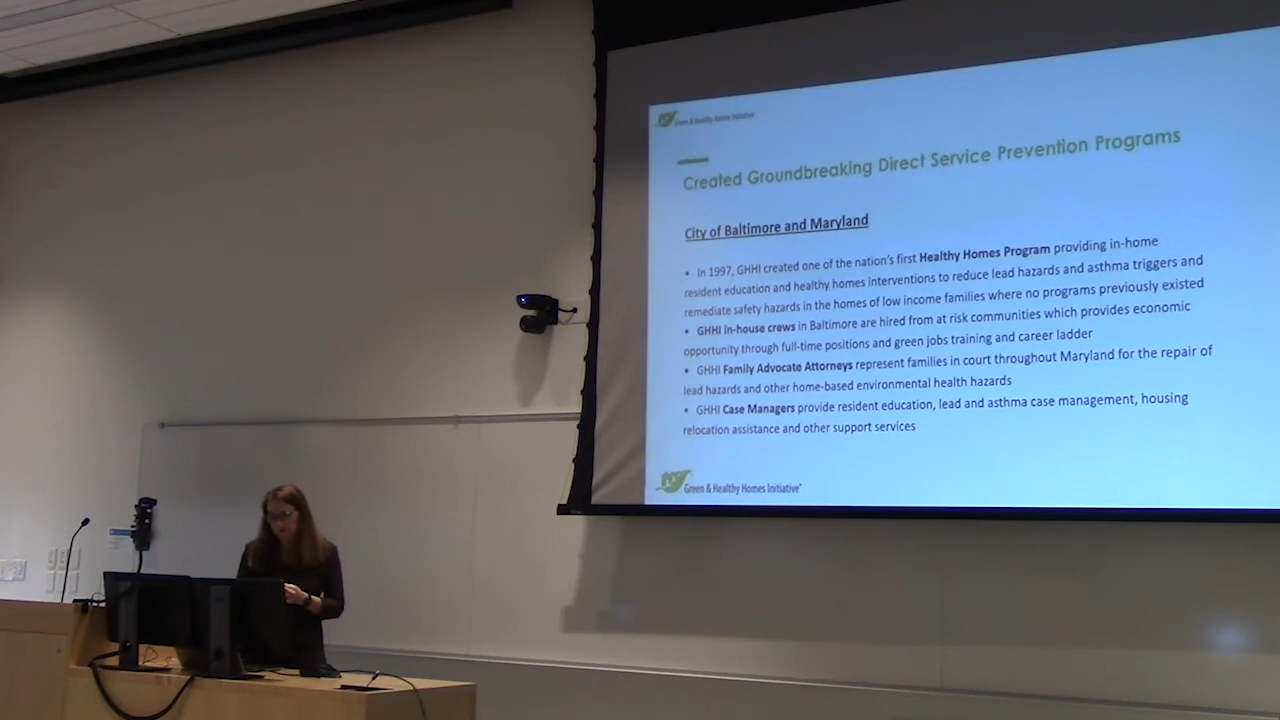 Green & Healthy Homes Initiative
Created Groundbreaking Direct Service Prevention Programs
City of Baltimore and Maryland
• In 1997, GHHI created one of the nation's first Healthy Homes Program providing in-home
resident education and healthy homes interventions to reduce lead hazards and asthma triggers and
remediate safety hazards in the homes of low income families where no programs previously existed
• GHHI in-house crews in Baltimore are hired from at risk communities which provides economic
opportunity through full-time positions and green jobs training and career ladder
• GHHI Family Advocate Attorneys represent families in court throughout Maryland for the repair of
lead hazards and other home-based environmental health hazards
• GHHI Case Managers provide resident education, lead and asthma case management, housing
relocation assistance and other support services
Green & Healthy Homes Initiative